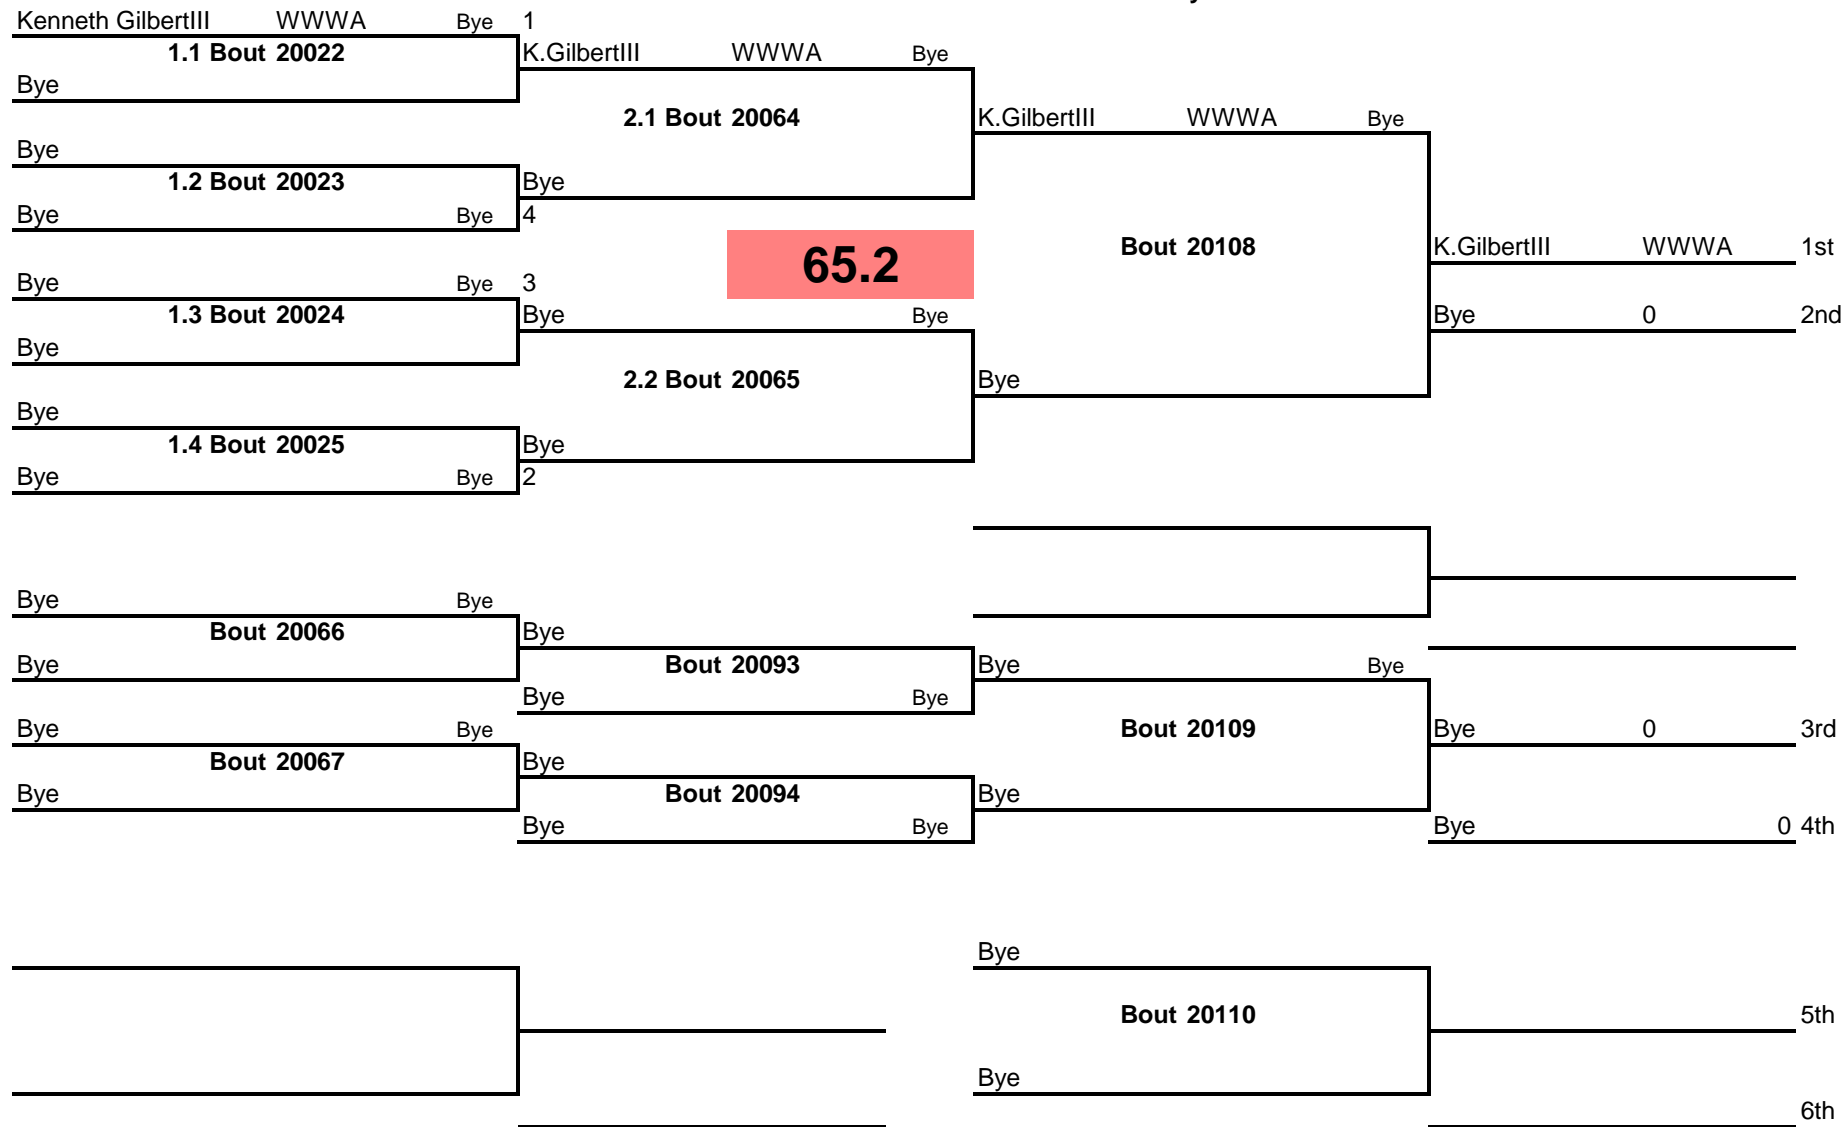 Kenneth GilbertIII WWWA Bye 1
1.1 Bout 20022 K.GilbertIII WWWA Bye
Bye
2.1 Bout 20064 K.GilbertIII WWWA Bye
Bye
1.2 Bout 20023 Bye
Bye Bye 4
65.2 Bout 20108 K.GilbertIII WWWA 1st
Bye Bye 3
1.3 Bout 20024 Bye Bye Bye 0 2nd
Bye
2.2 Bout 20065 Bye
Bye
1.4 Bout 20025 Bye
Bye Bye 2
Bye Bye
Bout 20066 Bye
Bye Bout 20093 Bye Bye
Bye Bye
Bye Bye Bout 20109 Bye 0 3rd
Bout 20067 Bye
Bye Bout 20094 Bye
Bye Bye Bye 0 4th
Bye
Bout 20110 5th
Bye
6th